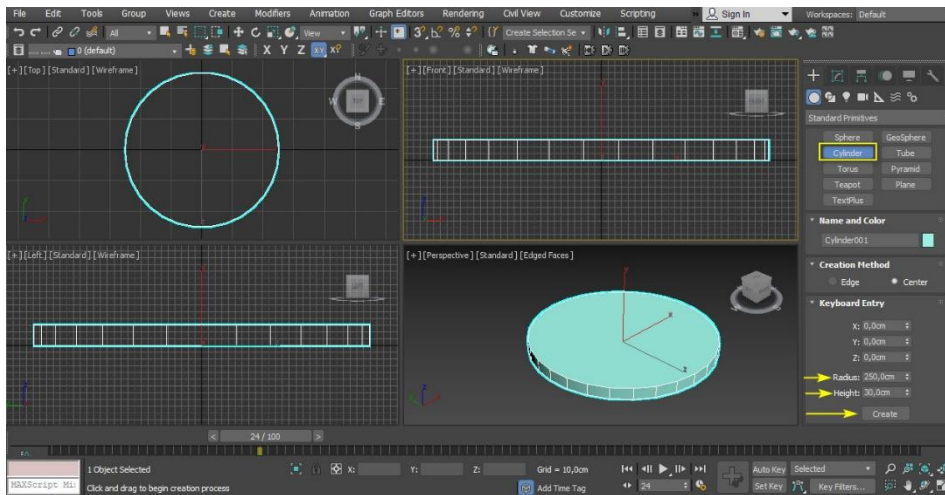 File Edit Tools Group Views Create Modifiers Animation Graph Editors Rendering Civil View Customize Scripting » Sign In Workspaces: Default
All View Create Selection Se
0 (default) X Y Z XY XP
[+][Top][Standard][Wireframe]
[+][Front][Standard][Wireframe]
N
W TOP E
S
Standard Primitives
Sphere GeoSphere
Cylinder Tube
Torus Pyramid
Teapot Plane
TextPlus
Name and Color
Cylinder001
[+][Left][Standard][Wireframe]
[+][Perspective][Standard][Edged Faces]
Creation Method
Edge Center
Keyboard Entry
X: 0,0cm
Y: 0,0cm
Z: 0,0cm
Radius: 250,0cm
Height: 30,0cm
Create
< 24 / 100 >
1 Object Selected X: Y: Z: Grid = 10,0cm Auto Key Selected
MAXScript Mi: Click and drag to begin creation process Add Time Tag 24 Set Key Key Filters...